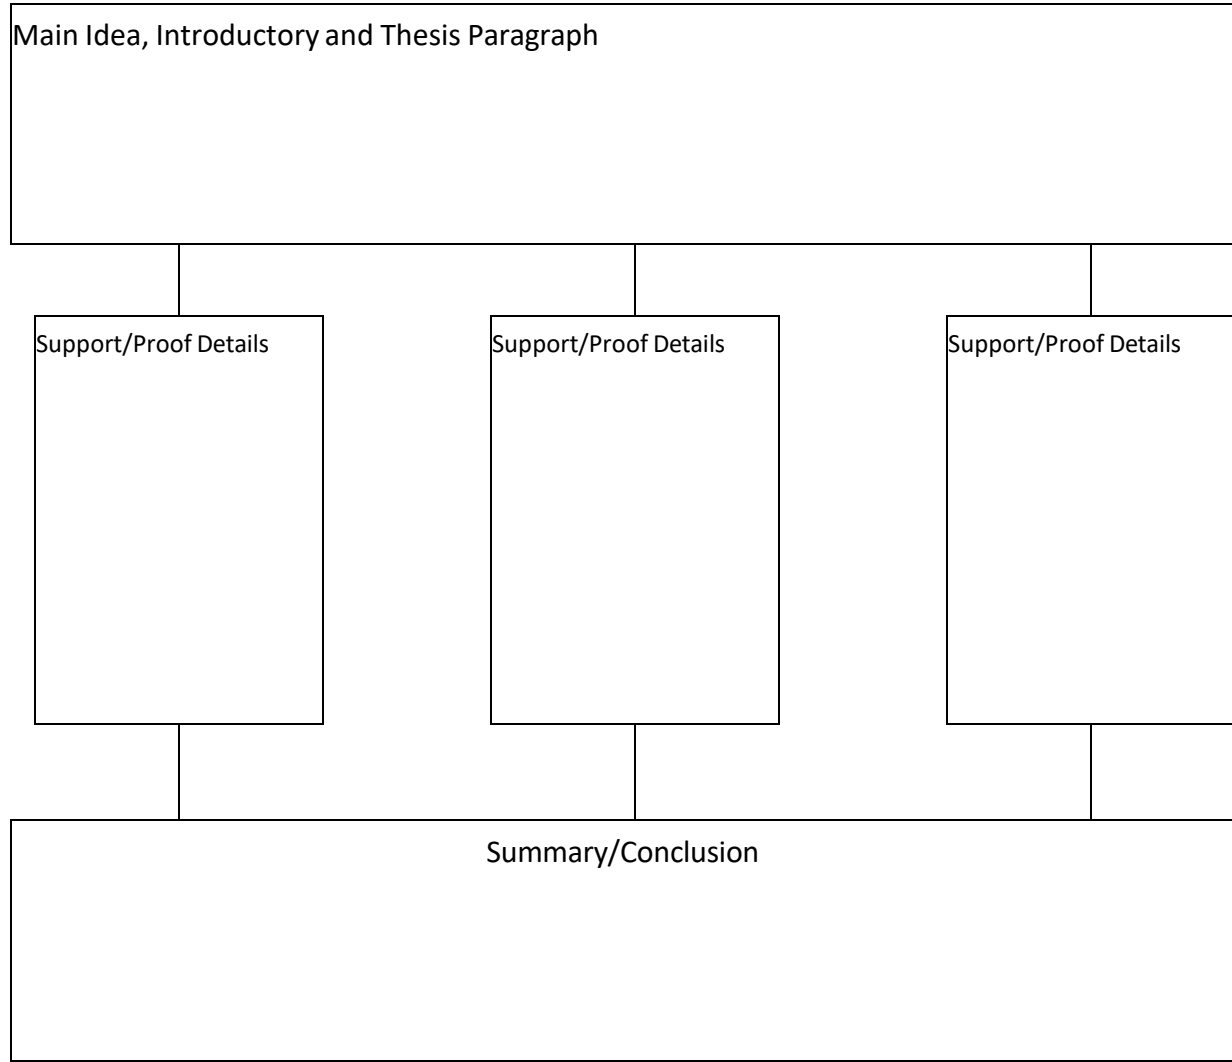 Main Idea, Introductory and Thesis Paragraph
Support/Proof Details
Support/Proof Details
Support/Proof Details
Summary/Conclusion